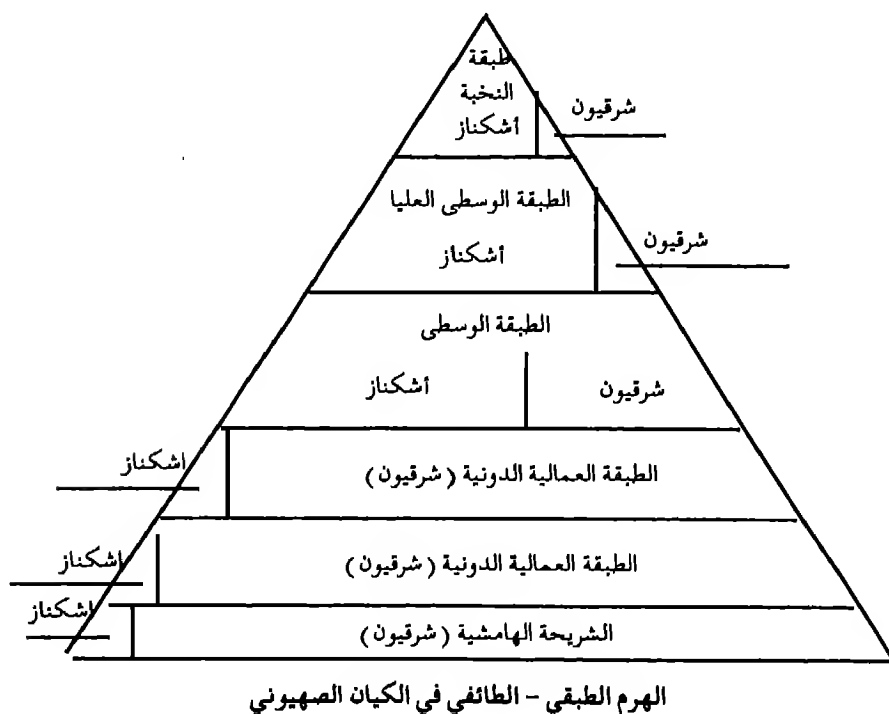 طبقة
النخبة
أشكناز
شرقيون
الطبقة الوسطى العليا
أشكناز
شرقيون
الطبقة الوسطى
أشكناز
شرقيون
الطبقة العمالية الدونية (شرقيون)
اشكناز
الطبقة العمالية الدونية (شرقيون)
اشكناز
الشريحة الهامشية (شرقيون)
اشكناز
الهرم الطبقي - الطائفي في الكيان الصهيوني